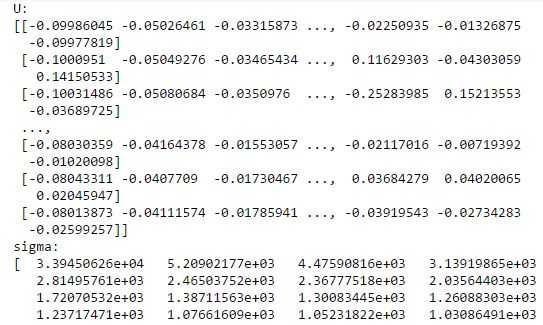 U:
[[-0.09986045 -0.05026461 -0.03315873 ..., -0.02250935 -0.01326875
-0.09977819]
[-0.1000951 -0.05049276 -0.03465434 ..., 0.11629303 -0.04303059
0.14150533]
[-0.10031486 -0.05080684 -0.0350976 ..., -0.25283985 0.15213553
-0.03689725]
...,
[-0.08030359 -0.04164378 -0.01553057 ..., -0.02117016 -0.00719392
-0.01020098]
[-0.08043311 -0.0407709 -0.01730467 ..., 0.03684279 0.04020065
0.02045947]
[-0.08013873 -0.04111574 -0.01785941 ..., -0.03919543 -0.02734283
-0.02599257]]
sigma:
[ 3.39450626e+04 5.20902177e+03 4.47590816e+03 3.13919865e+03
2.81495761e+03 2.46503752e+03 2.36777518e+03 2.03564403e+03
1.72070532e+03 1.38711563e+03 1.30083445e+03 1.26088303e+03
1.23717471e+03 1.07661609e+03 1.05231822e+03 1.03086491e+03